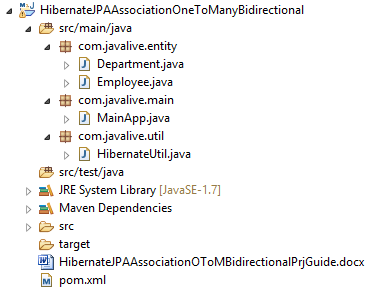 HibernateJPAAssociationOneToManyBidirectional
src/main/java
com.javalive.entity
Department.java
Employee.java
com.javalive.main
MainApp.java
com.javalive.util
HibernateUtil.java
src/test/java
JRE System Library [JavaSE-1.7]
Maven Dependencies
src
target
HibernateJPAAssociationOToMBidirectionalPrjGuide.docx
pom.xml